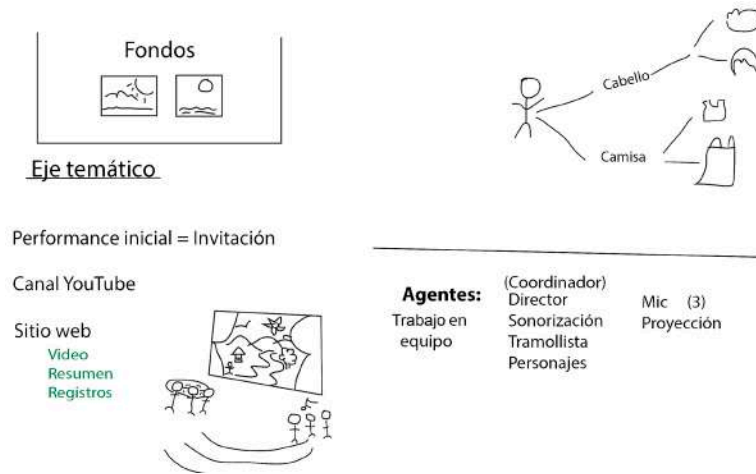 Fondos
Eje temático
Cabello
Camisa
Performance inicial = Invitación
Canal YouTube
Sitio web
Video
Resumen
Registros
Agentes:
Trabajo en
equipo
(Coordinador)
Director
Sonorización
Tramollista
Personajes
Mic (3)
Proyección